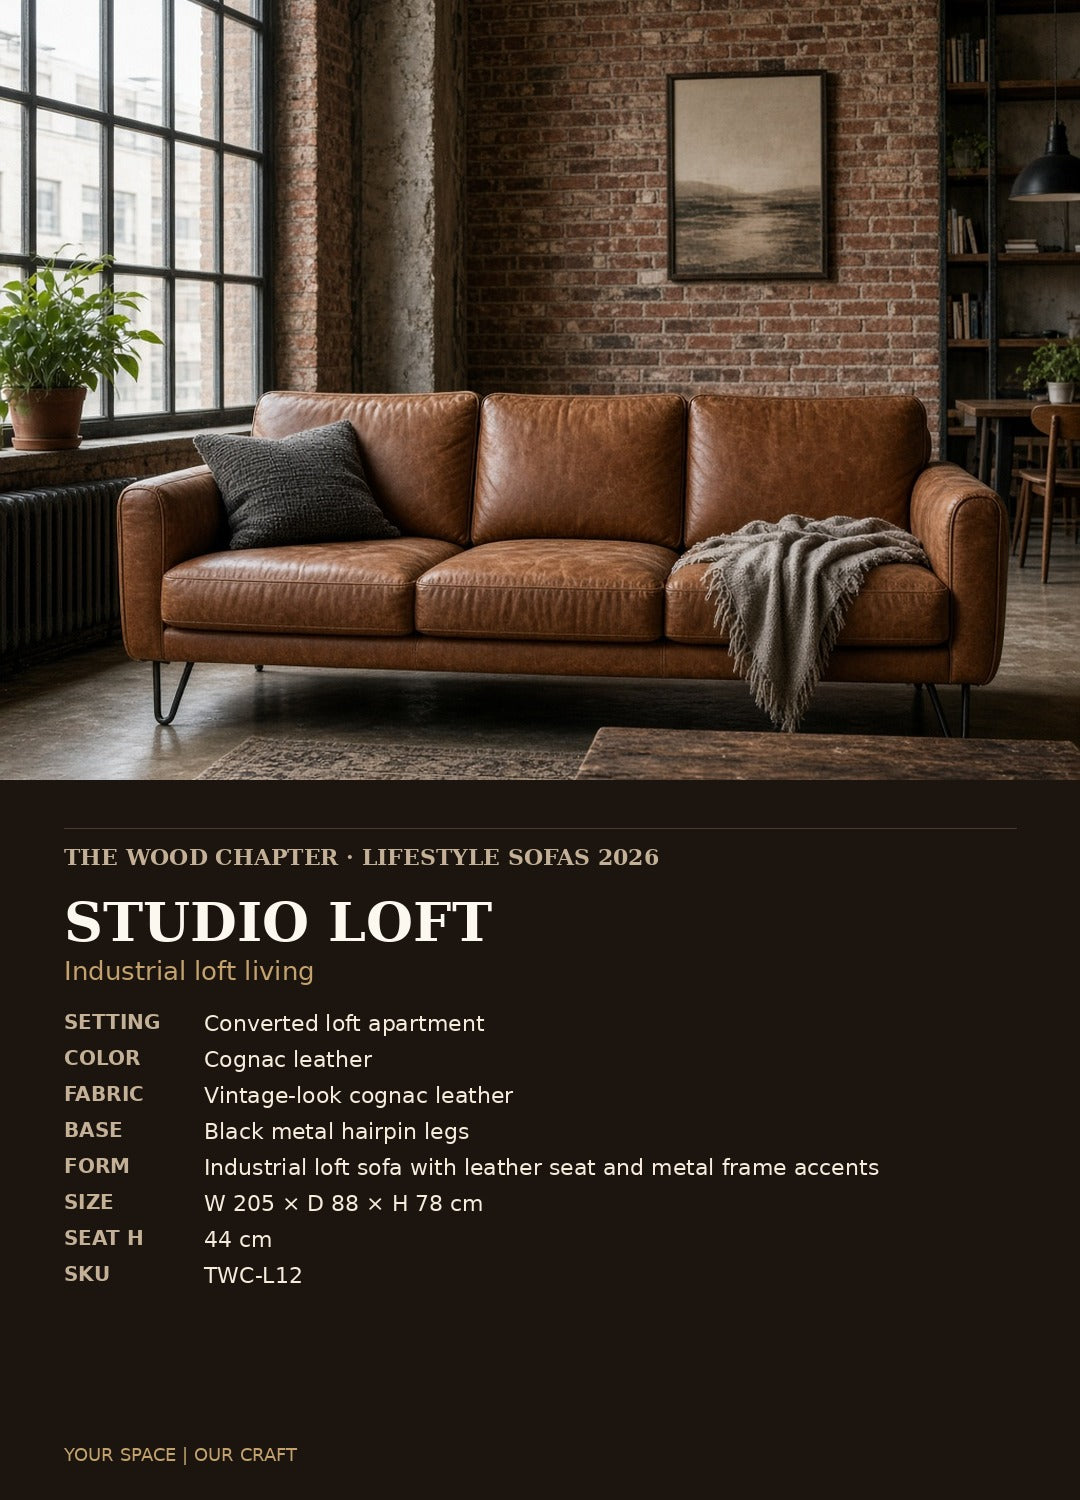 THE WOOD CHAPTER · LIFESTYLE SOFAS 2026
STUDIO LOFT
Industrial loft living
SETTING Converted loft apartment
COLOR Cognac leather
FABRIC Vintage-look cognac leather
BASE Black metal hairpin legs
FORM Industrial loft sofa with leather seat and metal frame accents
SIZE W 205 × D 88 × H 78 cm
SEAT H 44 cm
SKU TWC-L12
YOUR SPACE | OUR CRAFT